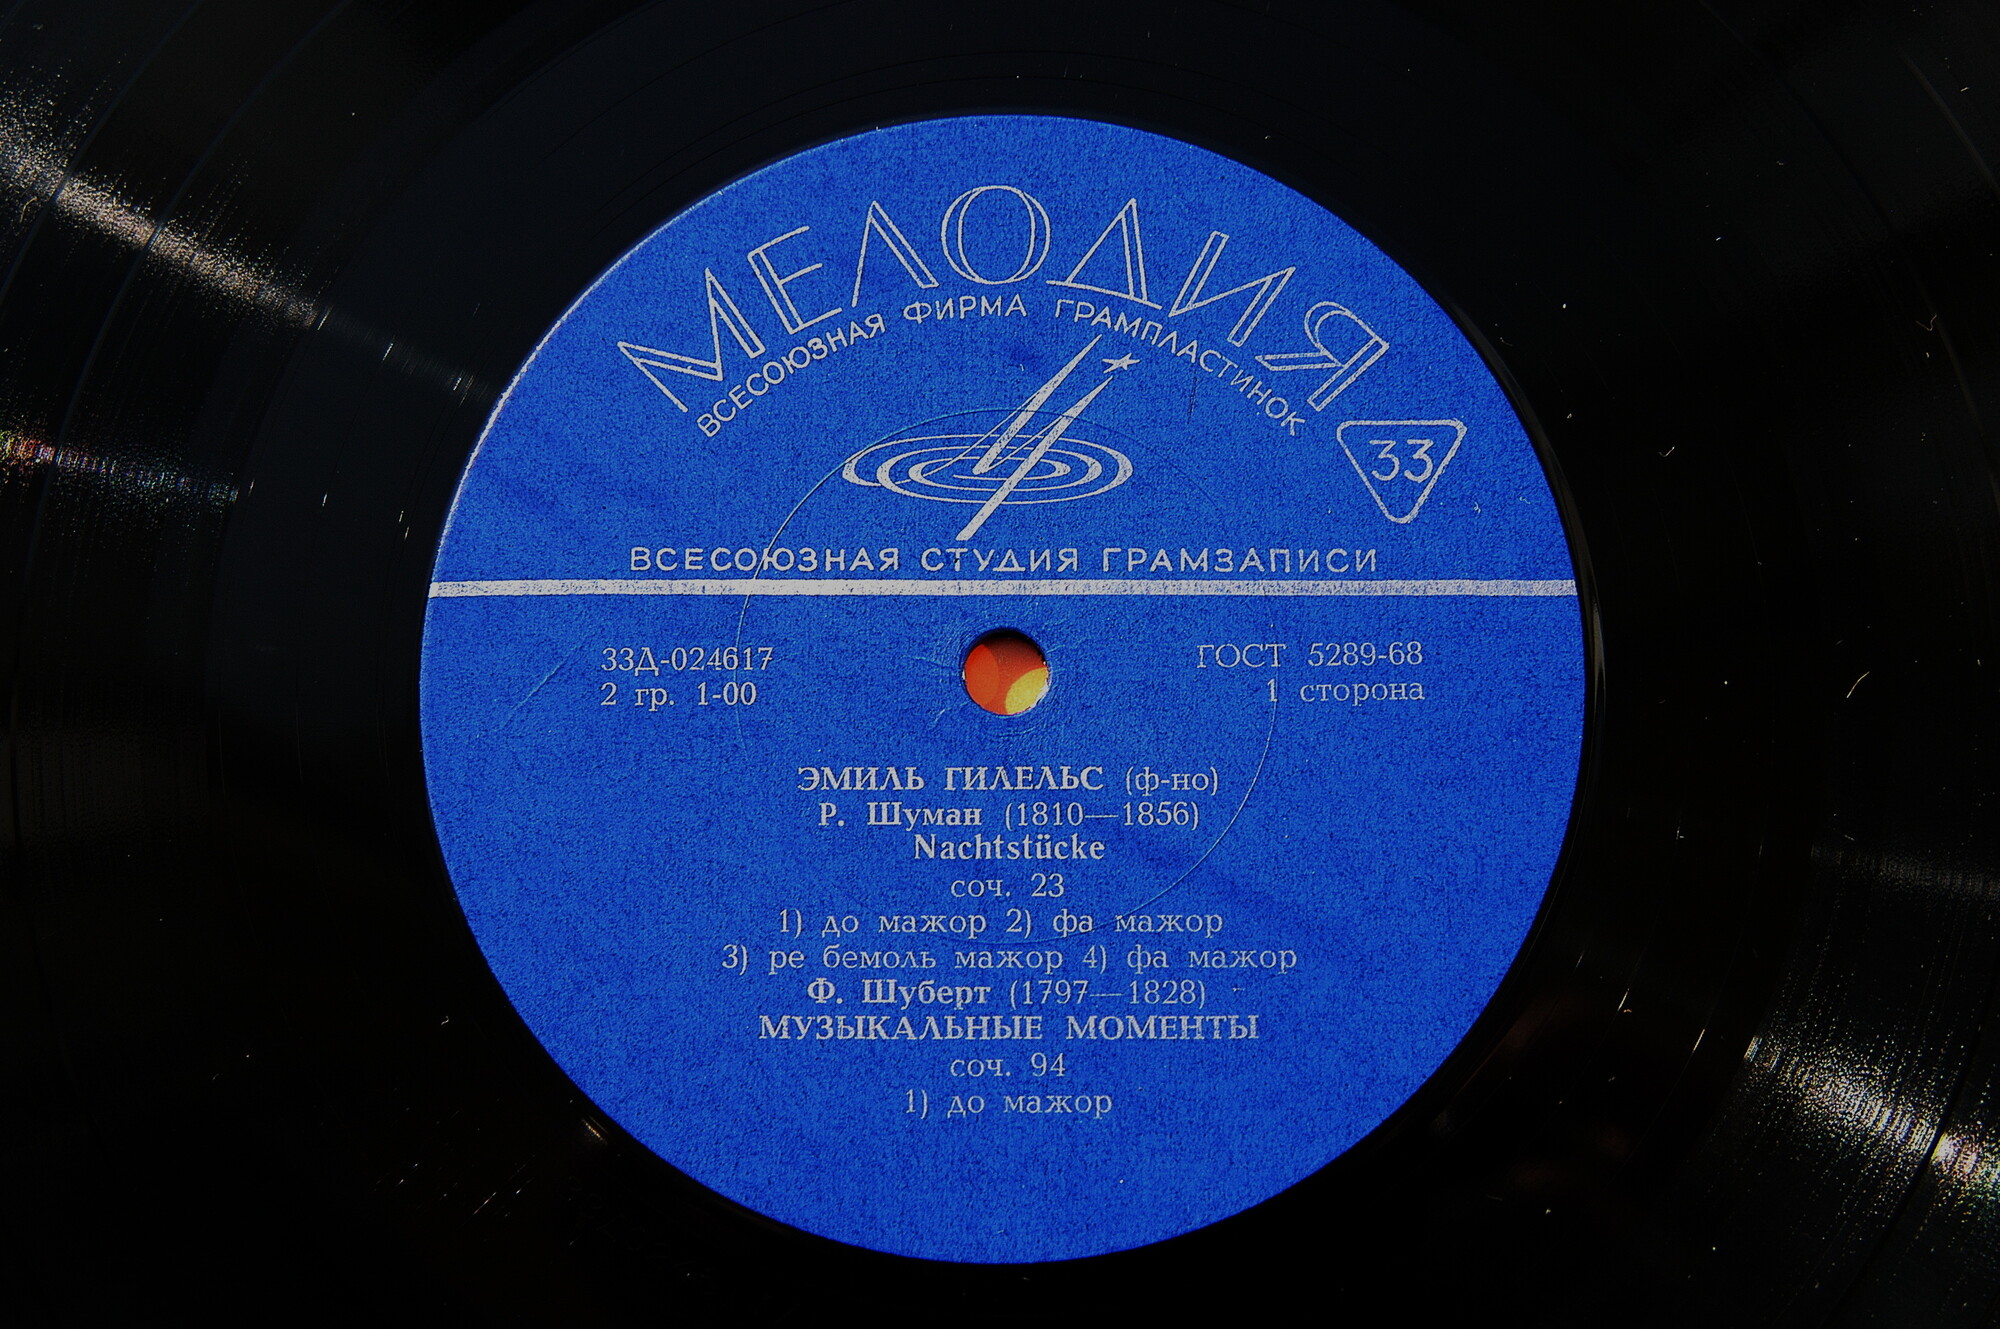 МЕЛОДИЯ
ВСЕСОЮЗНАЯ ФИРМА ГРАМПЛАСТИНОК
33
ВСЕСОЮЗНАЯ СТУДИЯ ГРАМЗАПИСИ
33Д-024617
2 гр. 1-00
ГОСТ 5289-68
1 сторона
ЭМИЛЬ ГИЛЕЛЬС (ф-но)
Р. Шуман (1810—1856)
Nachtstücke
соч. 23
1) до мажор 2) фа мажор
3) ре бемоль мажор 4) фа мажор
Ф. Шуберт (1797—1828)
МУЗЫКАЛЬНЫЕ МОМЕНТЫ
соч. 94
1) до мажор